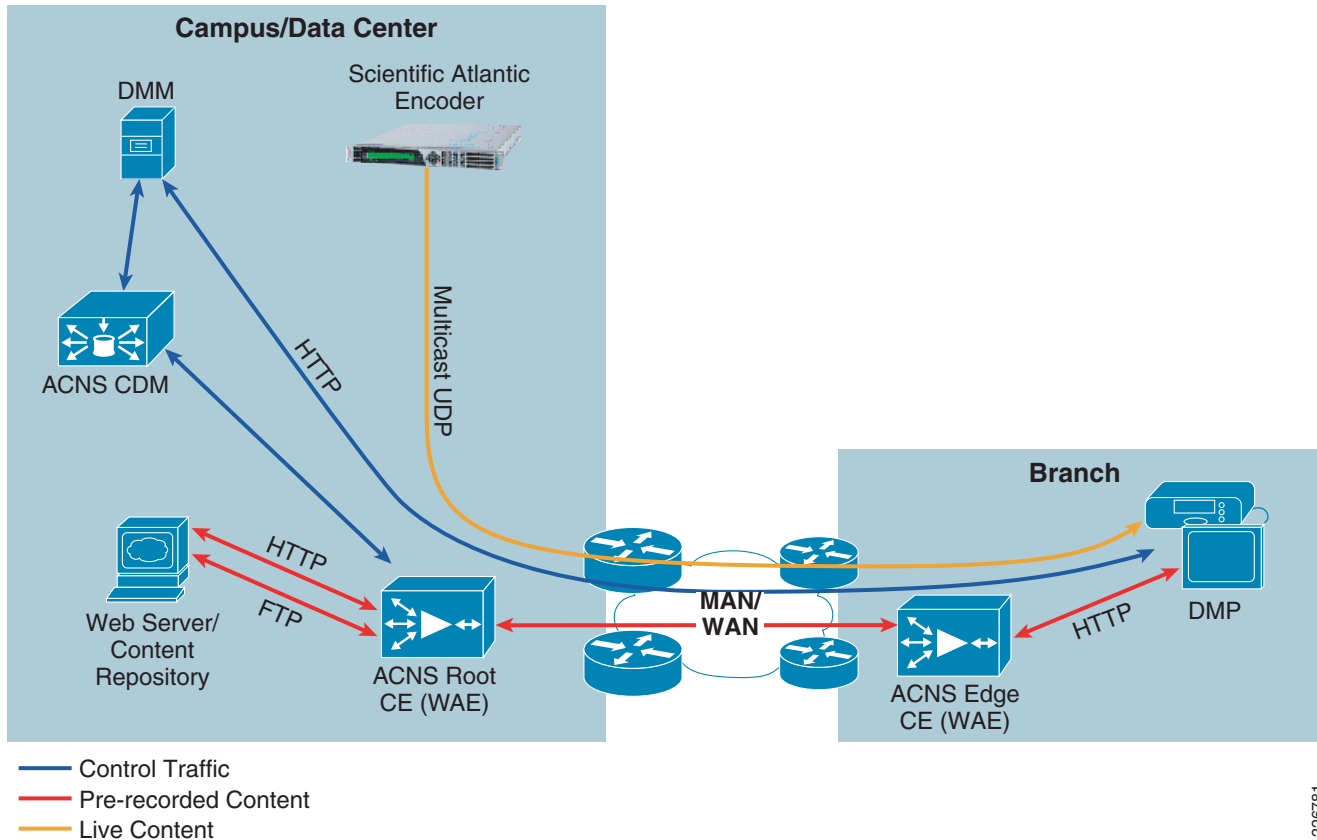 Campus/Data Center
DMM
Scientific Atlantic
Encoder
ACNS CDM
HTTP
Multicast UDP
Branch
HTTP
FTP
Web Server/
Content
Repository
ACNS Root
CE (WAE)
MAN/
WAN
HTTP
DMP
ACNS Edge
CE (WAE)
Control Traffic
Pre-recorded Content
Live Content
226781